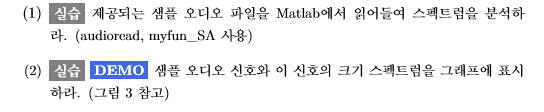 (1) 실습 제공되는 샘플 오디오 파일을 Matlab에서 읽어들여 스펙트럼을 분석하
라. (audioread, myfun_SA 사용)
(2) 실습 DEMO 샘플 오디오 신호와 이 신호의 크기 스펙트럼을 그래프에 표시
하라. (그림 3 참고)